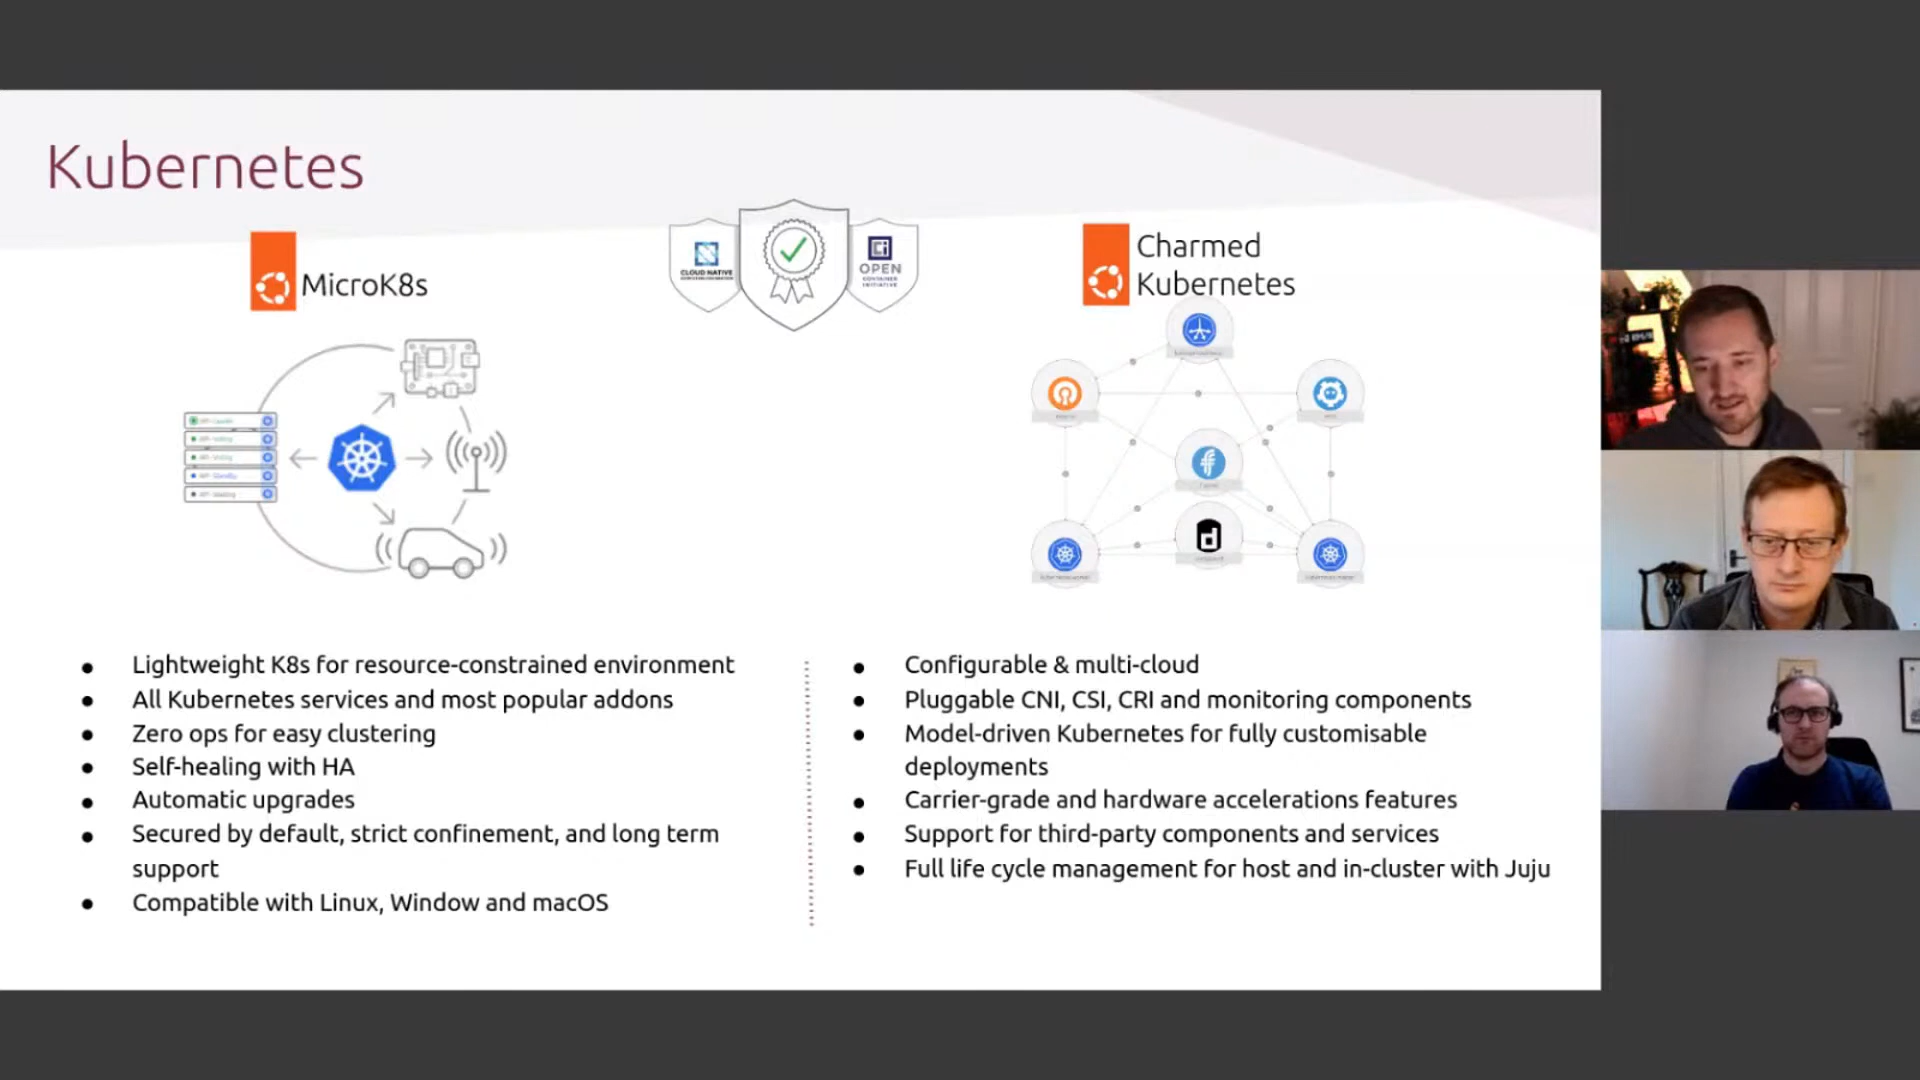 Kubernetes
MicroK8s
CLOUD NATIVE
OPEN
CONTAINER
INITIATIVE
Charmed
Kubernetes
Lightweight K8s for resource-constrained environment
All Kubernetes services and most popular addons
Zero ops for easy clustering
Self-healing with HA
Automatic upgrades
Secured by default, strict confinement, and long term
support
Compatible with Linux, Window and macOS
Configurable & multi-cloud
Pluggable CNI, CSI, CRI and monitoring components
Model-driven Kubernetes for fully customisable
deployments
Carrier-grade and hardware accelerations features
Support for third-party components and services
Full life cycle management for host and in-cluster with Juju